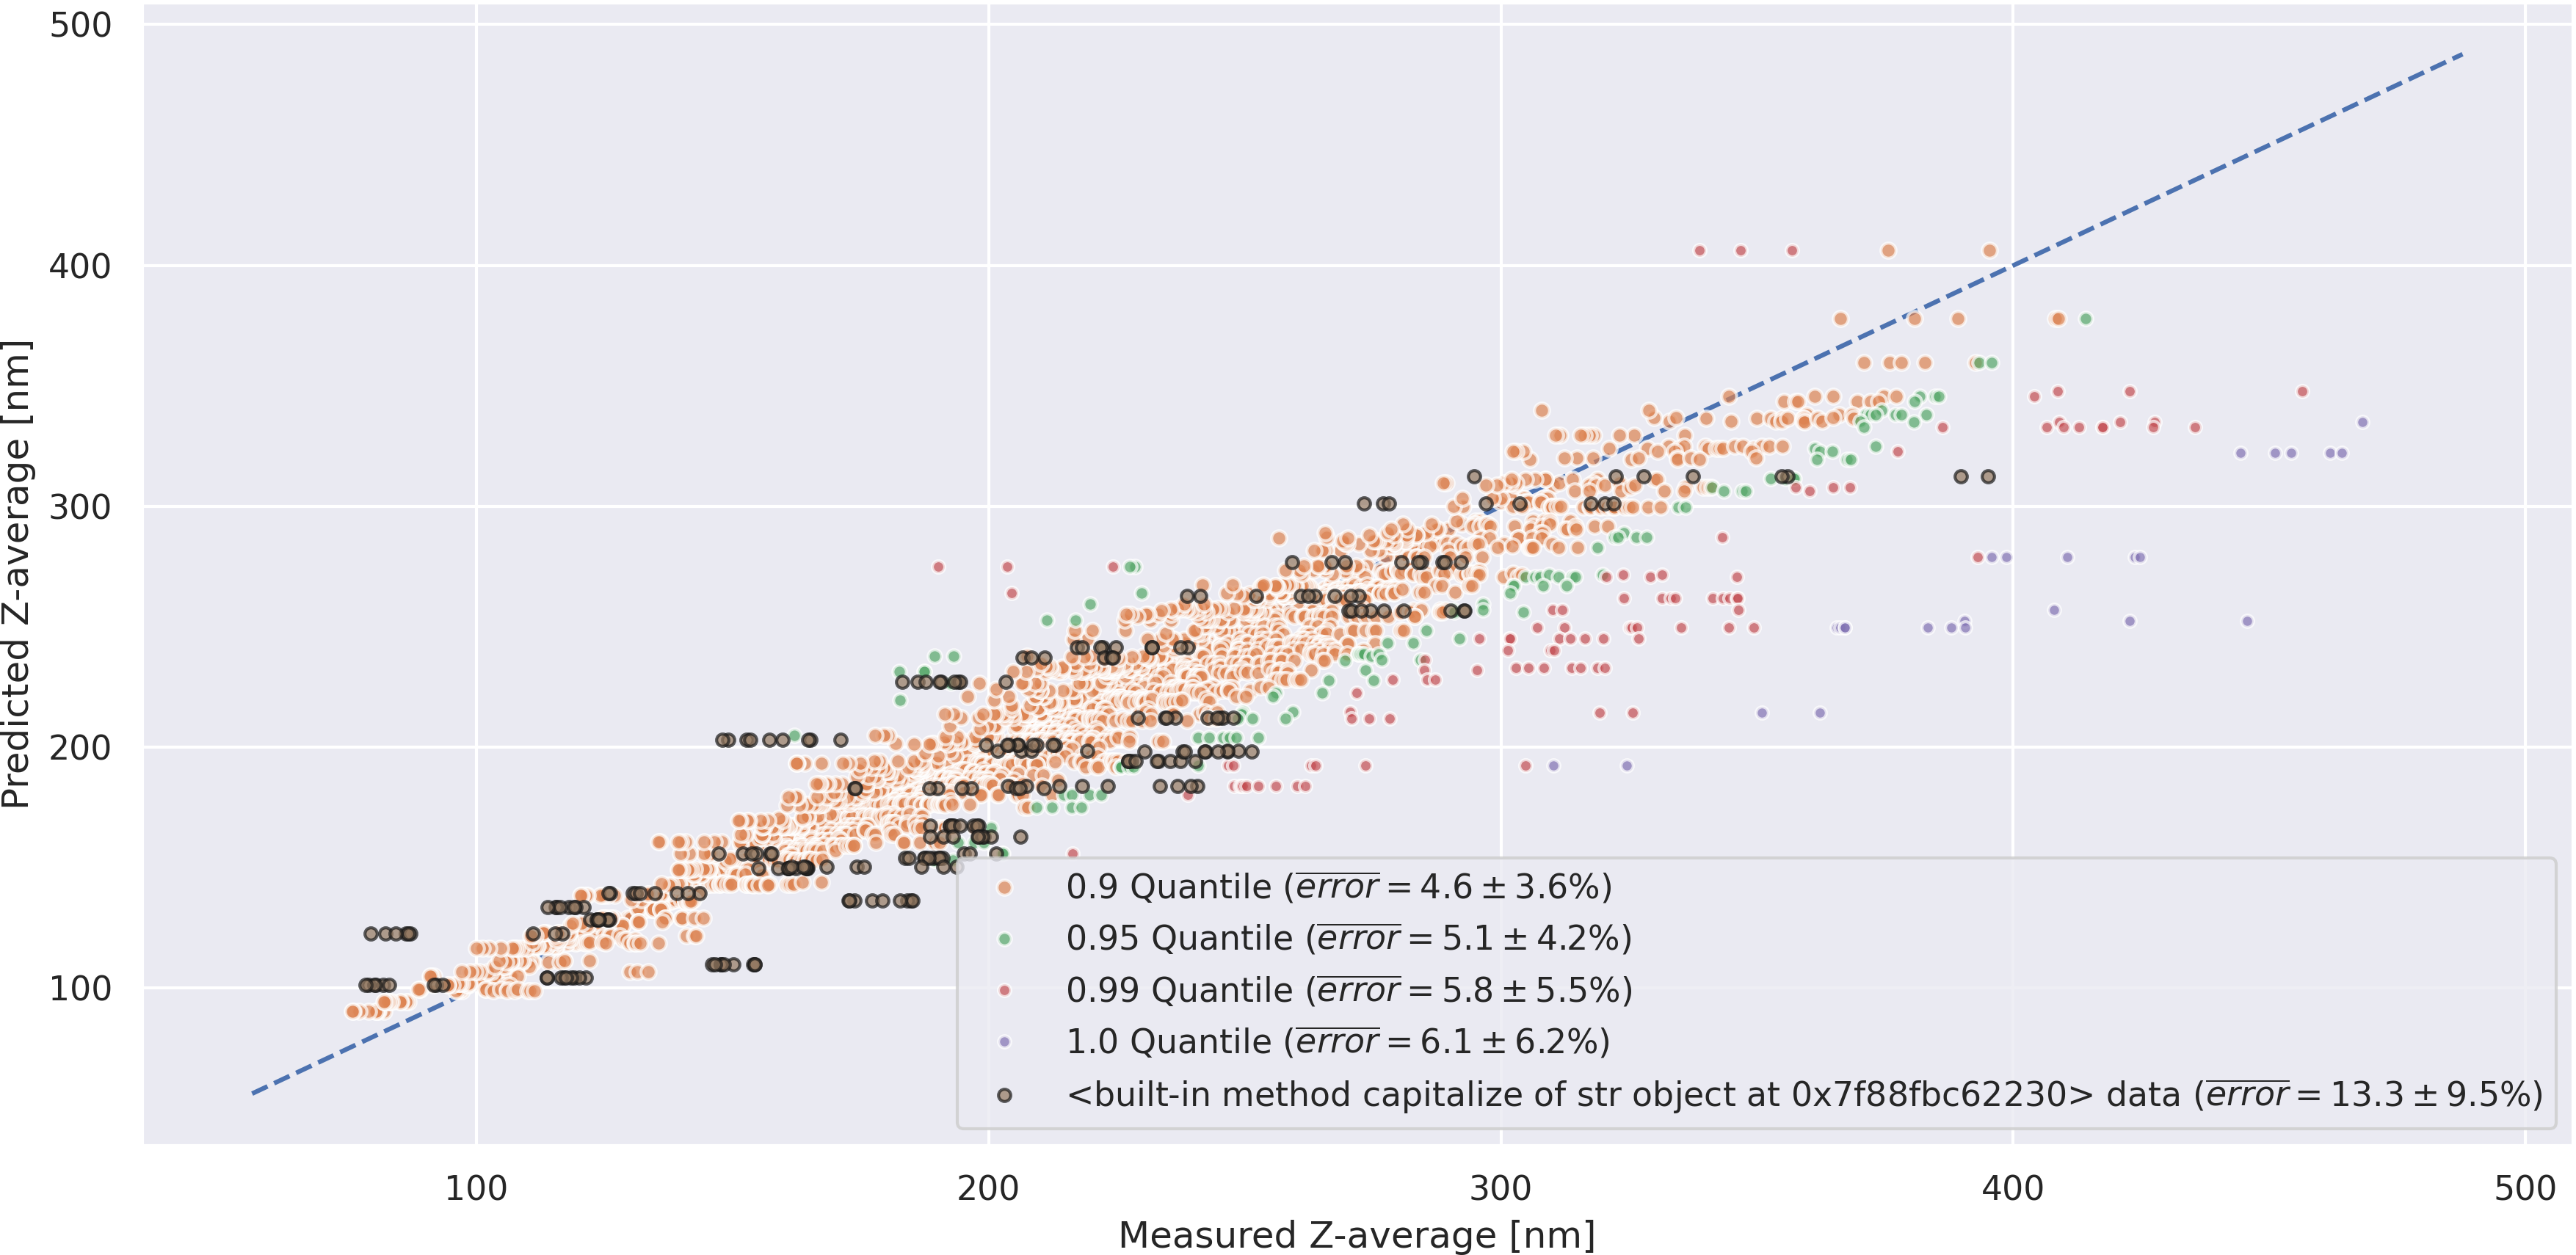 500
400
300
200
100
Predicted Z-average [nm]
0.9 Quantile (error = 4.6 ± 3.6%)
0.95 Quantile (error = 5.1 ± 4.2%)
0.99 Quantile (error = 5.8 ± 5.5%)
1.0 Quantile (error = 6.1 ± 6.2%)
<built-in method capitalize of str object at 0x7f88fbc62230> data (error = 13.3 ± 9.5%)
100 200 300 400 500
Measured Z-average [nm]